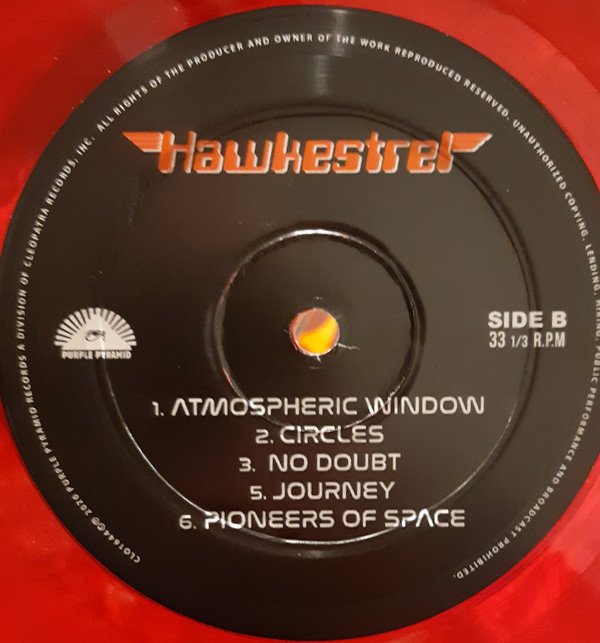 CLO1644 ℗© 2020 PURPLE PYRAMID RECORDS A DIVISION OF CLEOPATRA RECORDS, INC. ALL RIGHTS OF THE PRODUCER AND OWNER OF THE WORK REPRODUCED RESERVED. UNAUTHORIZED COPYING, LENDING, HIRING, PUBLIC PERFORMANCE AND BROADCAST PROHIBITED.
Hawkestrel
PURPLE PYRAMID
SIDE B
33 1/3 R.P.M
1. ATMOSPHERIC WINDOW
2. CIRCLES
3. NO DOUBT
5. JOURNEY
6. PIONEERS OF SPACE